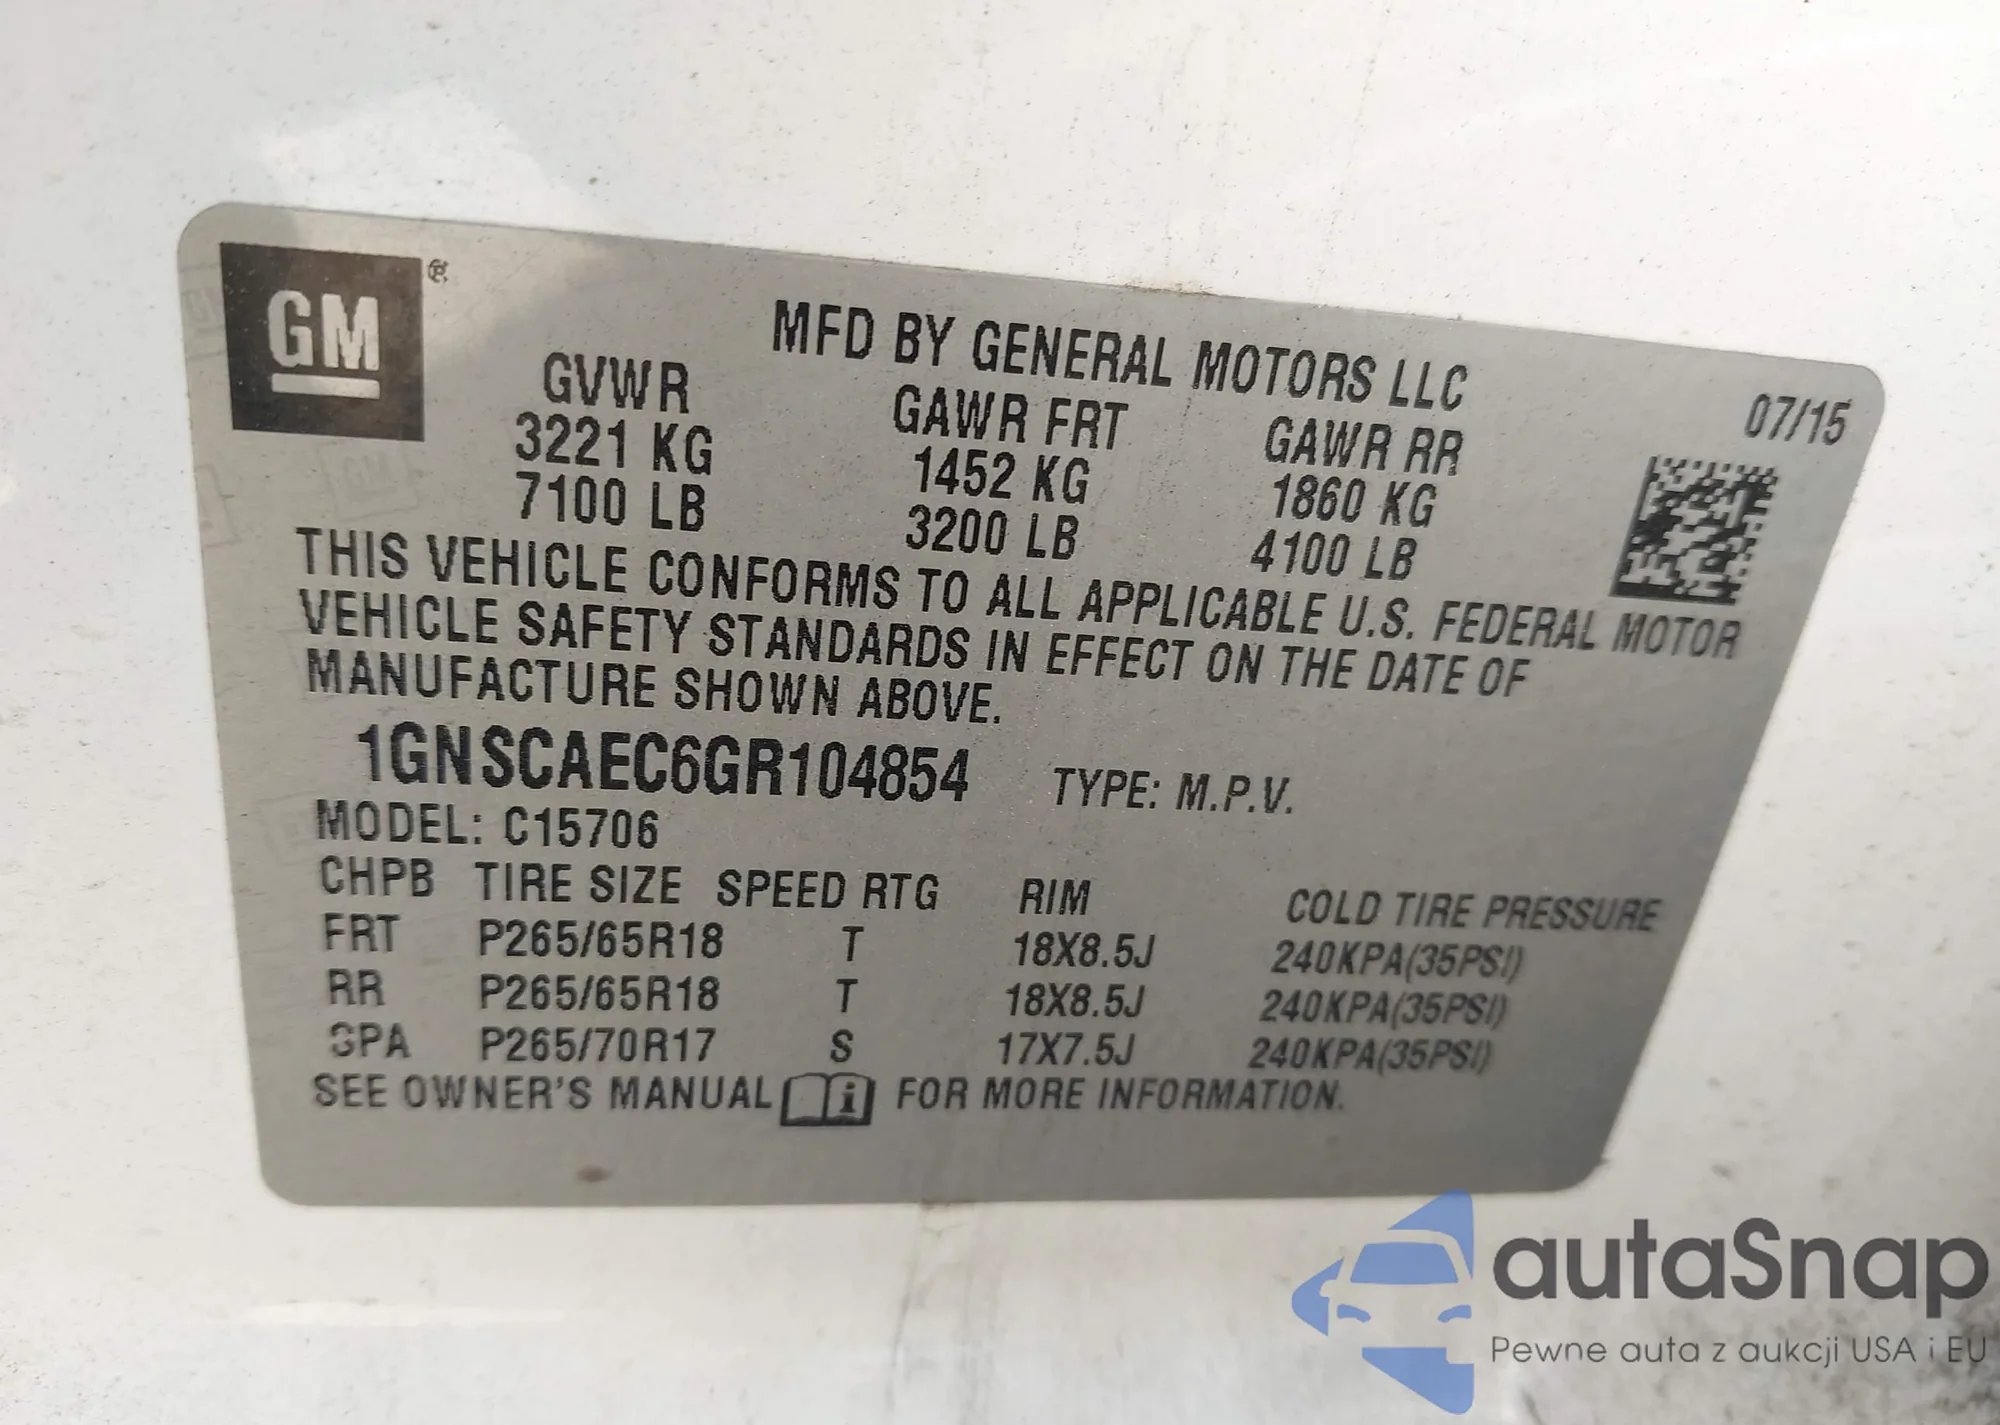 GM ®
MFD BY GENERAL MOTORS LLC
07/15
GVWR GAWR FRT GAWR RR
3221 KG 1452 KG 1860 KG
7100 LB 3200 LB 4100 LB
THIS VEHICLE CONFORMS TO ALL APPLICABLE U.S. FEDERAL MOTOR
VEHICLE SAFETY STANDARDS IN EFFECT ON THE DATE OF
MANUFACTURE SHOWN ABOVE.
1GNSCAEC6GR104854 TYPE: M.P.V.
MODEL: C15706
CHPB TIRE SIZE SPEED RTG RIM COLD TIRE PRESSURE
FRT P265/65R18 T 18X8.5J 240KPA(35PSI)
RR P265/65R18 T 18X8.5J 240KPA(35PSI)
SPA P265/70R17 S 17X7.5J 240KPA(35PSI)
SEE OWNER'S MANUAL i FOR MORE INFORMATION.
autaSnap
Pewne auta z aukcji USA i EU